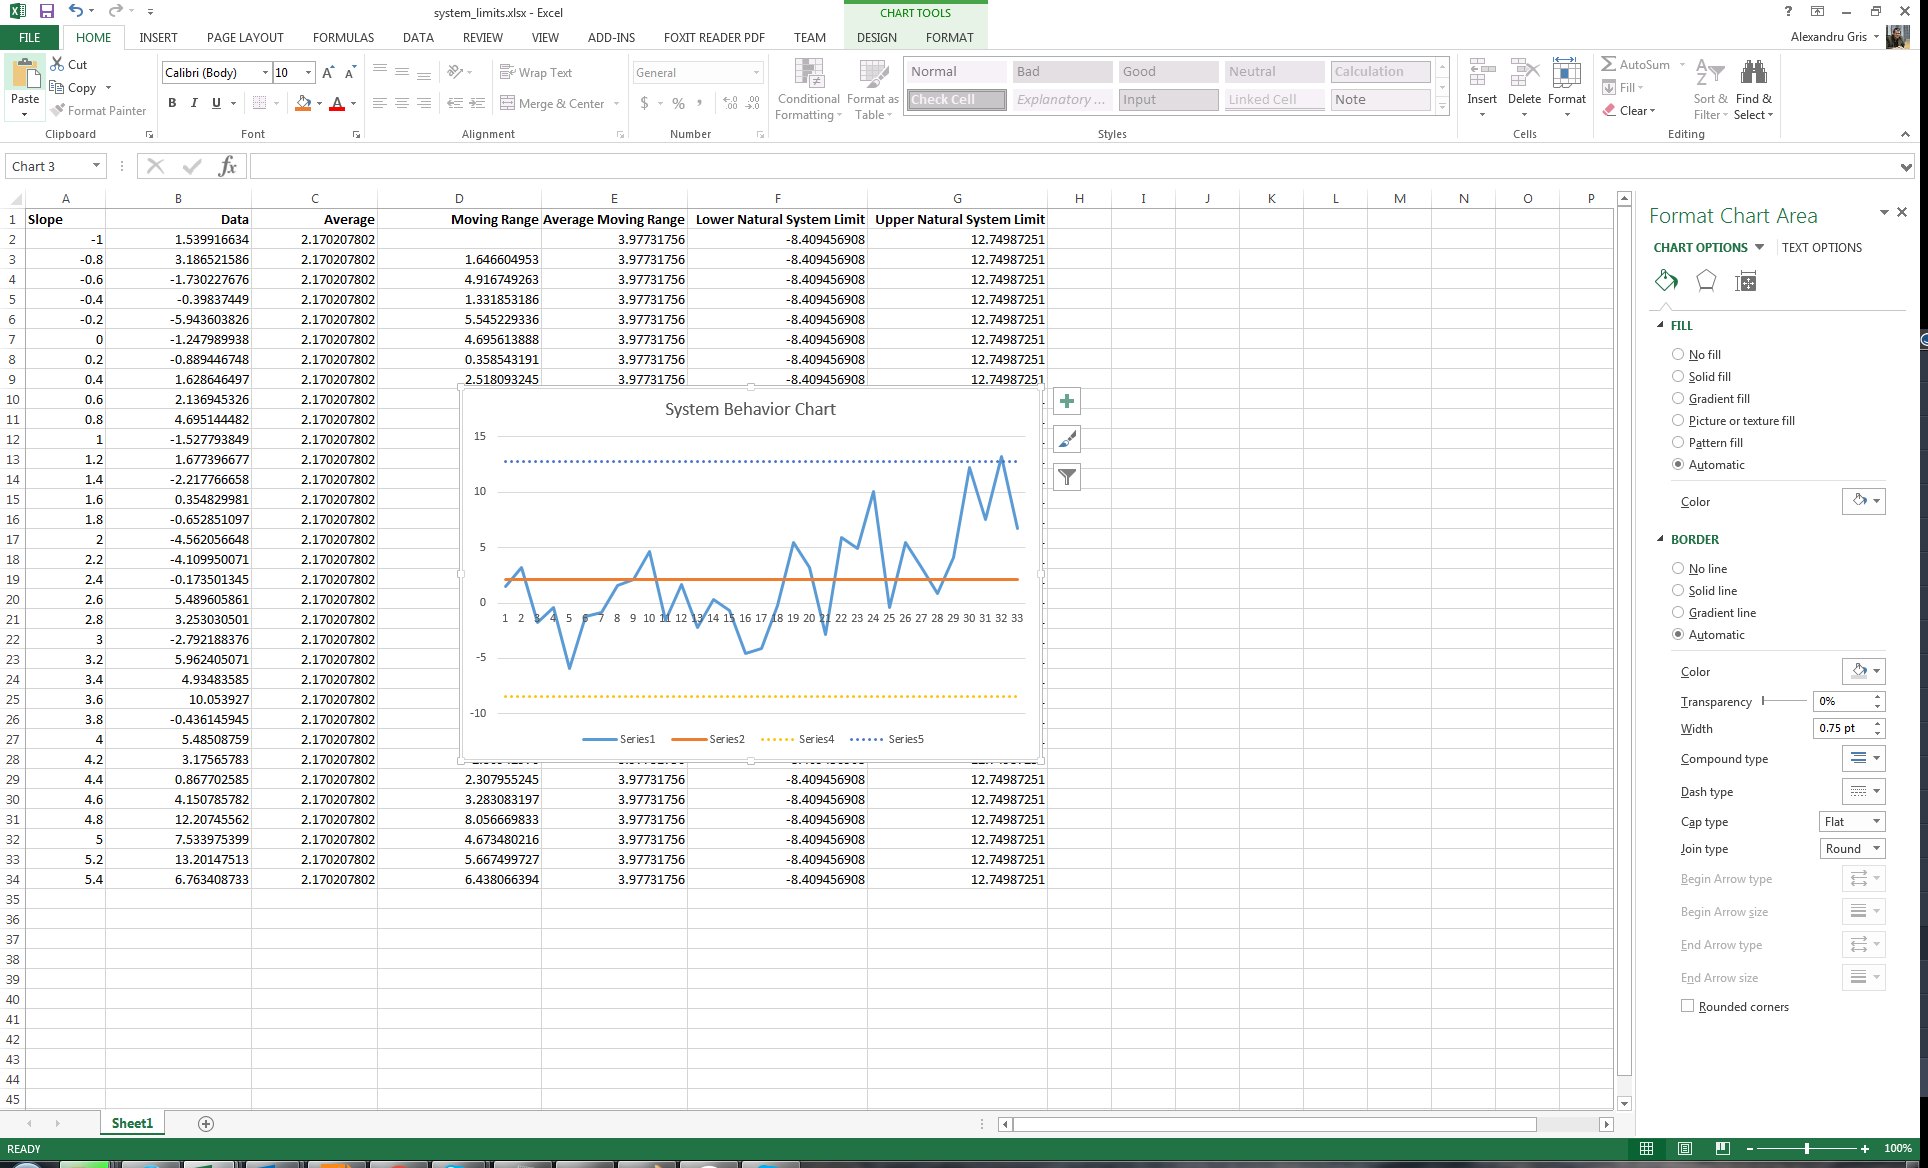 system_limits.xlsx - Excel
CHART TOOLS
?
FILE HOME INSERT PAGE LAYOUT FORMULAS DATA REVIEW VIEW ADD-INS FOXIT READER PDF TEAM DESIGN FORMAT
Alexandru Gris
Paste
Cut
Copy
Format Painter
Clipboard
Calibri (Body) 10
B I U
Font
Wrap Text
Merge & Center
Alignment
General
$ % ,
Number
Conditional Formatting
Format as Table
Normal Bad Good Neutral Calculation
Check Cell Explanatory ... Input Linked Cell Note
Styles
Insert Delete Format
Cells
AutoSum
Fill
Clear
Sort & Filter
Find & Select
Editing
Chart 3
fx
A B C D E F G H I J K L M N O P
1 Slope Data Average Moving Range Average Moving Range Lower Natural System Limit Upper Natural System Limit
2 -1 1.539916634 2.170207802 3.97731756 -8.409456908 12.74987251
3 -0.8 3.186521586 2.170207802 1.646604953 3.97731756 -8.409456908 12.74987251
4 -0.6 -1.730227676 2.170207802 4.916749263 3.97731756 -8.409456908 12.74987251
5 -0.4 -0.39837449 2.170207802 1.331853186 3.97731756 -8.409456908 12.74987251
6 -0.2 -5.943603826 2.170207802 5.545229336 3.97731756 -8.409456908 12.74987251
7 0 -1.247989938 2.170207802 4.695613888 3.97731756 -8.409456908 12.74987251
8 0.2 -0.889446748 2.170207802 0.358543191 3.97731756 -8.409456908 12.74987251
9 0.4 1.628646497 2.170207802 2.518093245 3.97731756 -8.409456908 12.74987251
10 0.6 2.136945326 2.170207802
11 0.8 4.695144482 2.170207802
12 1 -1.527793849 2.170207802
13 1.2 1.677396677 2.170207802
14 1.4 -2.217766658 2.170207802
15 1.6 0.354829981 2.170207802
16 1.8 -0.652851097 2.170207802
17 2 -4.562056648 2.170207802
18 2.2 -4.109950071 2.170207802
19 2.4 -0.173501345 2.170207802
20 2.6 5.489605861 2.170207802
21 2.8 3.253030501 2.170207802
22 3 -2.792188376 2.170207802
23 3.2 5.962405071 2.170207802
24 3.4 4.93483585 2.170207802
25 3.6 10.053927 2.170207802
26 3.8 -0.436145945 2.170207802
27 4 5.48508759 2.170207802
28 4.2 3.17565783 2.170207802
29 4.4 0.867702585 2.170207802 2.307955245 3.97731756 -8.409456908 12.74987251
30 4.6 4.150785782 2.170207802 3.283083197 3.97731756 -8.409456908 12.74987251
31 4.8 12.20745562 2.170207802 8.056669833 3.97731756 -8.409456908 12.74987251
32 5 7.533975399 2.170207802 4.673480216 3.97731756 -8.409456908 12.74987251
33 5.2 13.20147513 2.170207802 5.667499727 3.97731756 -8.409456908 12.74987251
34 5.4 6.763408733 2.170207802 6.438066394 3.97731756 -8.409456908 12.74987251
35
36
37
38
39
40
41
42
43
44
45
System Behavior Chart
15
10
5
0
1 2 3 4 5 6 7 8 9 10 11 12 13 14 15 16 17 18 19 20 21 22 23 24 25 26 27 28 29 30 31 32 33
-5
-10
Series1 Series2 Series4 Series5
Format Chart Area
CHART OPTIONS TEXT OPTIONS
FILL
No fill
Solid fill
Gradient fill
Picture or texture fill
Pattern fill
Automatic
Color
BORDER
No line
Solid line
Gradient line
Automatic
Color
Transparency 0%
Width 0.75 pt
Compound type
Dash type
Cap type Flat
Join type Round
Begin Arrow type
Begin Arrow size
End Arrow type
End Arrow size
Rounded corners
Sheet1
READY
100%